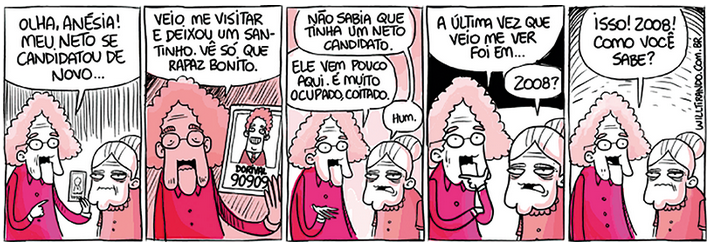 OLHA, ANÉSIA!
MEU NETO SE
CANDIDATOU DE
NOVO...
VEIO ME VISITAR
E DEIXOU UM SAN-
TINHO. VÊ SÓ QUE
RAPAZ BONITO.
DORIVAL
90909
NÃO SABIA QUE
TINHA UM NETO
CANDIDATO.
ELE VEM POUCO
AQUI. É MUITO
OCUPADO, COITADO.
HUM.
A ÚLTIMA VEZ QUE
VEIO ME VER
FOI EM...
2008?
ISSO! 2008!
COMO VOCÊ
SABE?
WILLTIRANDO.COM.BR